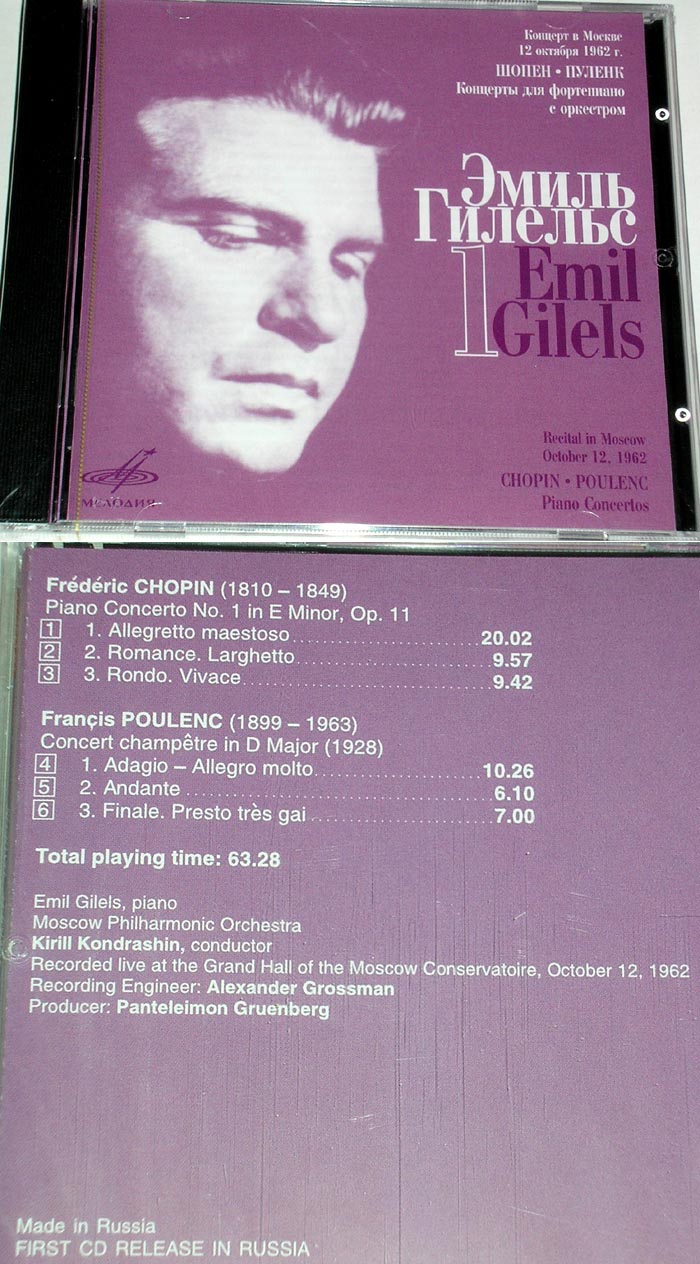 Концерт в Москве
12 октября 1962 г.
ШОПЕН • ПУЛЕНК
Концерты для фортепиано
с оркестром
ЭМИЛЬ
ГИЛЕЛЬС
1
Emil
Gilels
МЕЛОДИЯ
Recital in Moscow
October 12, 1962
CHOPIN • POULENC
Piano Concertos
Frédéric CHOPIN (1810 – 1849)
Piano Concerto No. 1 in E Minor, Op. 11
1 1. Allegretto maestoso 20.02
2 2. Romance. Larghetto 9.57
3 3. Rondo. Vivace 9.42
Françis POULENC (1899 – 1963)
Concert champêtre in D Major (1928)
4 1. Adagio – Allegro molto 10.26
5 2. Andante 6.10
6 3. Finale. Presto très gai 7.00
Total playing time: 63.28
Emil Gilels, piano
Moscow Philharmonic Orchestra
Kirill Kondrashin, conductor
Recorded live at the Grand Hall of the Moscow Conservatoire, October 12, 1962
Recording Engineer: Alexander Grossman
Producer: Panteleimon Gruenberg
Made in Russia
FIRST CD RELEASE IN RUSSIA